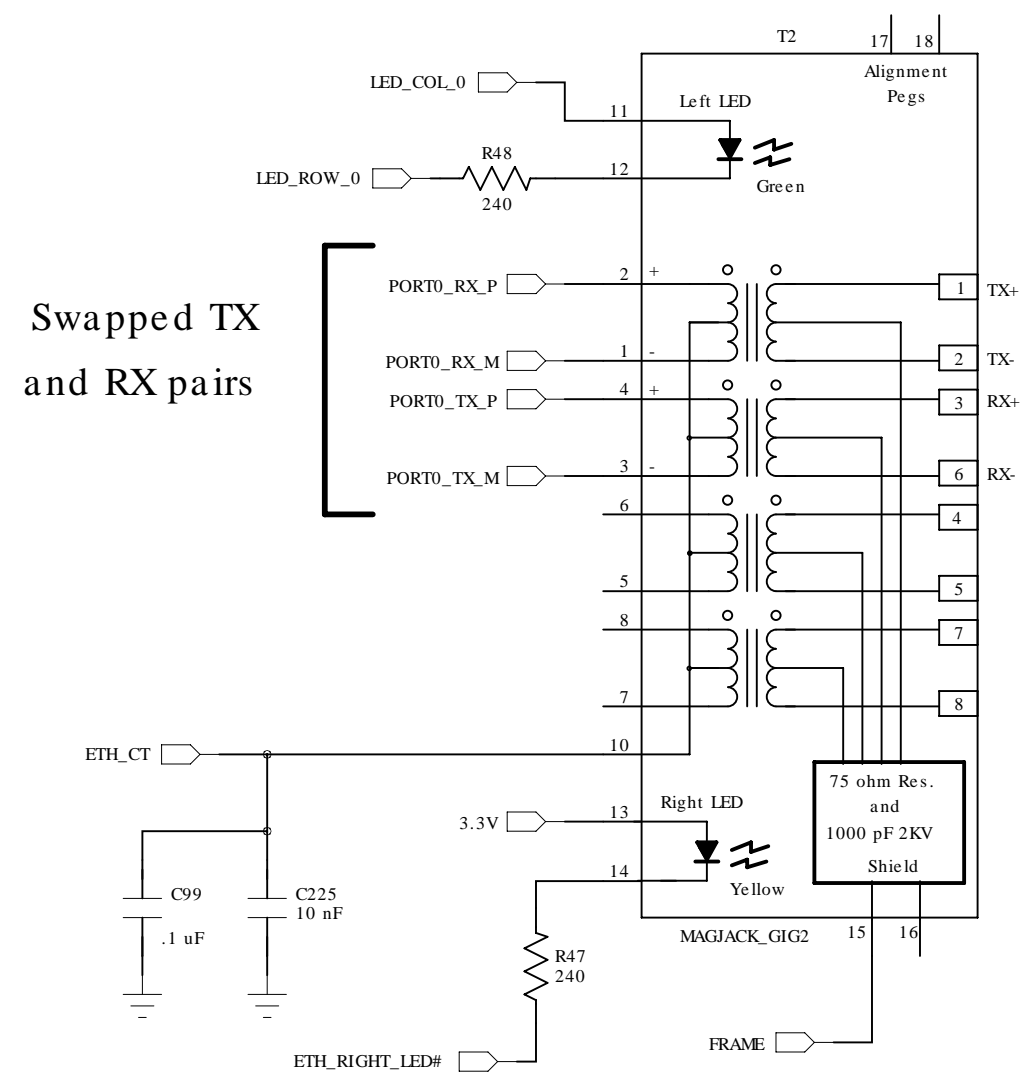 T2
17
18
Alignment
Pegs
LED_COL_0
11
Left LED
R48
LED_ROW_0
12
240
Green
Swapped TX
and RX pairs
PORT0_RX_P
2
+
1
TX+
PORT0_RX_M
1
-
2
TX-
PORT0_TX_P
4
+
3
RX+
PORT0_TX_M
3
-
6
RX-
6
4
5
5
8
7
7
8
ETH_CT
10
75 ohm Res.
and
1000 pF 2KV
Shield
3.3V
13
Right LED
14
Yellow
C99
.1 uF
C225
10 nF
MAGJACK_GIG2
15
16
R47
240
FRAME
ETH_RIGHT_LED#